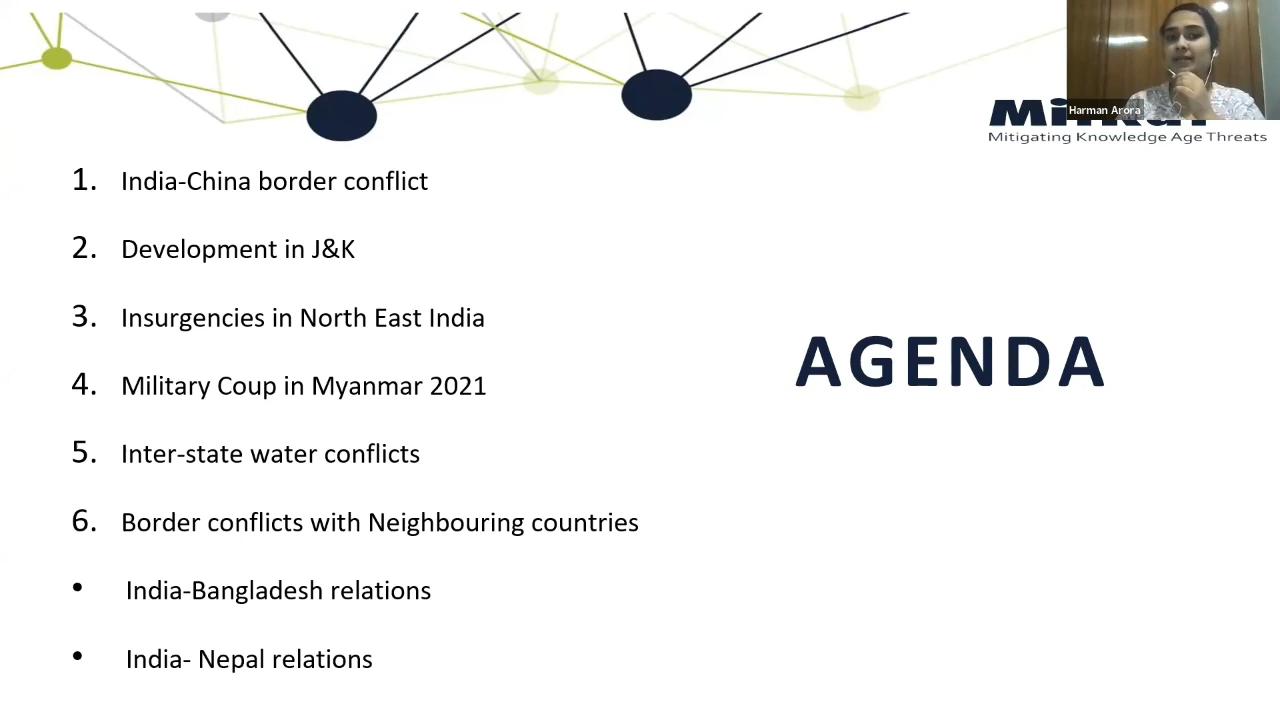 Harman Arora
Mitigating Knowledge Age Threats
1. India-China border conflict
2. Development in J&K
3. Insurgencies in North East India
4. Military Coup in Myanmar 2021
5. Inter-state water conflicts
6. Border conflicts with Neighbouring countries
• India-Bangladesh relations
• India- Nepal relations
AGENDA